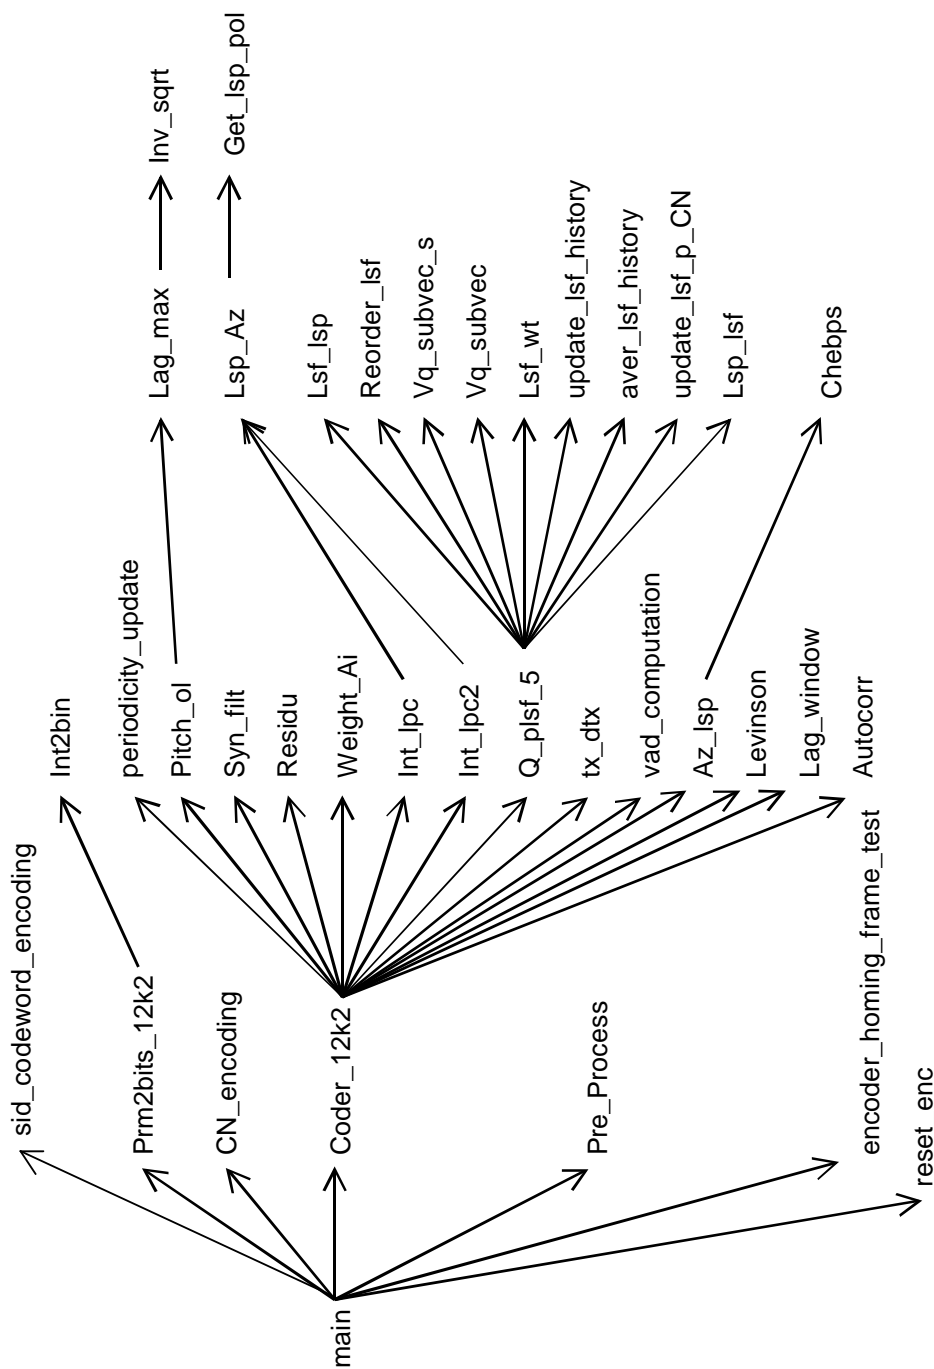 main
sid_codeword_encoding
Prm2bits_12k2
CN_encoding
Coder_12k2
Pre_Process
encoder_homing_frame_test
reset_enc
Int2bin
periodicity_update
Pitch_ol
Syn_filt
Residu
Weight_Ai
Int_lpc
Int_lpc2
Q_plsf_5
tx_dtx
vad_computation
Az_lsp
Levinson
Lag_window
Autocorr
Lag_max
Lsp_Az
Lsf_lsp
Reorder_lsf
Vq_subvec_s
Vq_subvec
Lsf_wt
update_lsf_history
aver_lsf_history
update_lsf_p_CN
Lsp_lsf
Chebps
Inv_sqrt
Get_lsp_pol